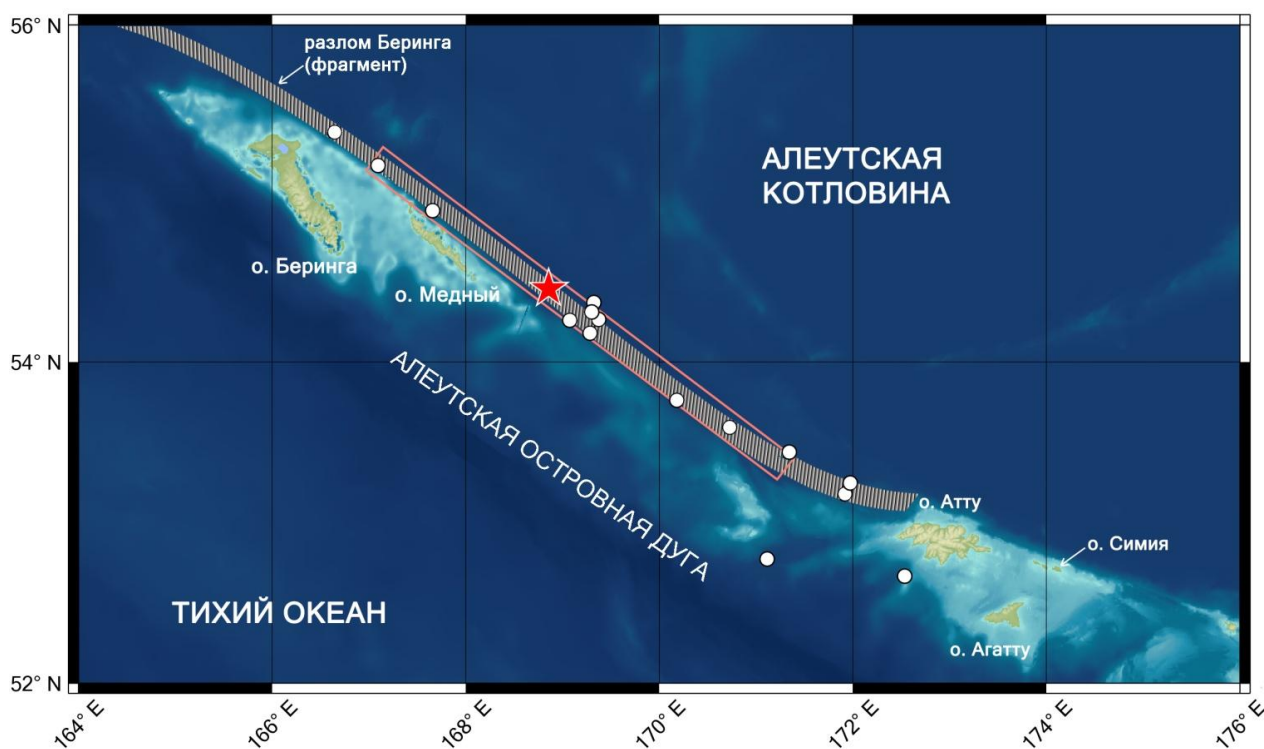 56° N
разлом Беринга
(фрагмент)
АЛЕУТСКАЯ
КОТЛОВИНА
о. Беринга
о. Медный
54° N
АЛЕУТСКАЯ ОСТРОВНАЯ ДУГА
о. Атту
о. Симия
ТИХИЙ ОКЕАН
о. Агатту
52° N
164° E
166° E
168° E
170° E
172° E
174° E
176° E